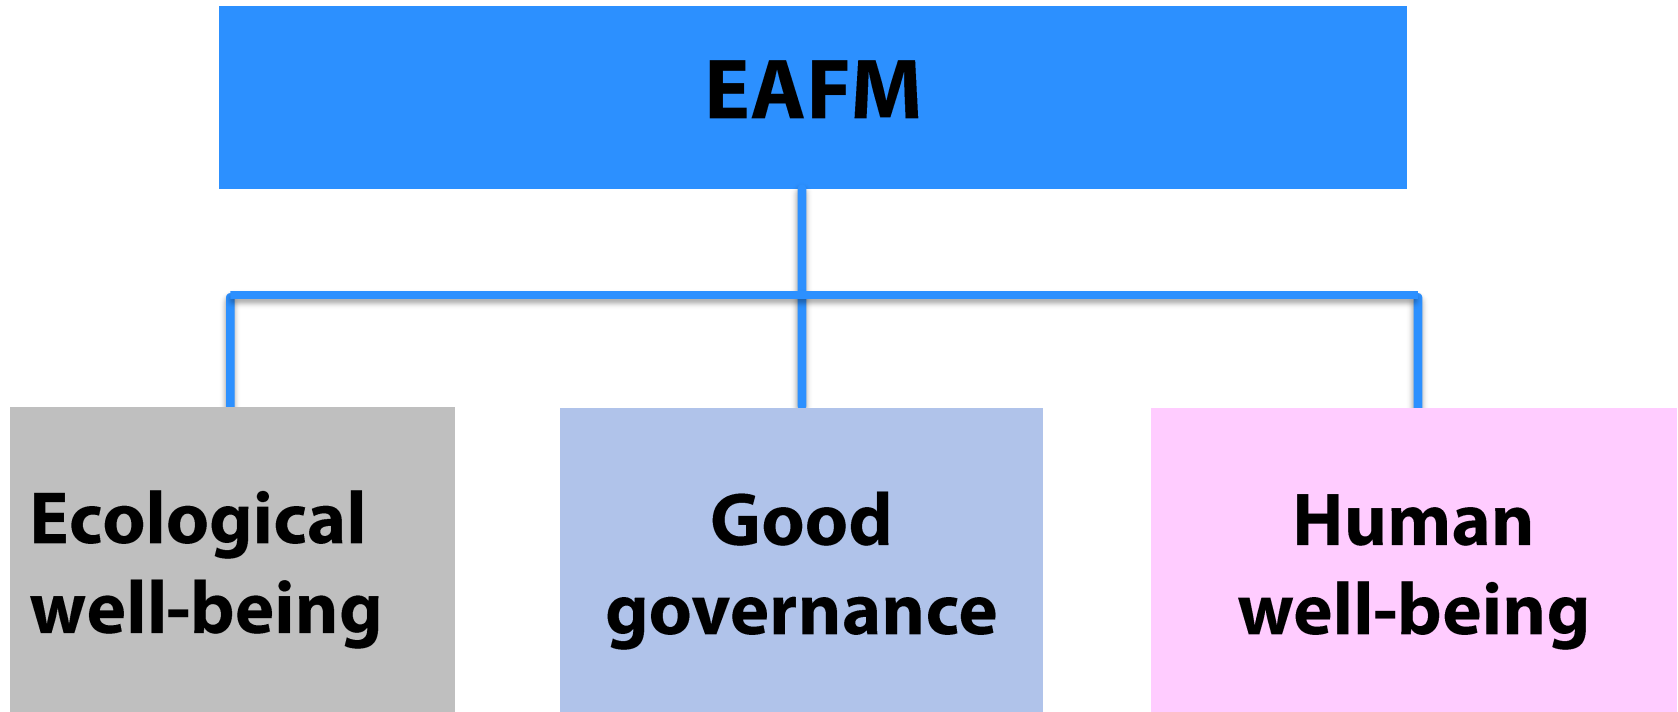 EAFM
Ecological
well-being
Good
governance
Human
well-being